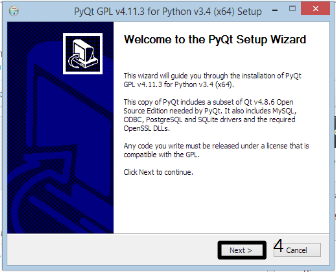 PyQt GPL v4.11.3 for Python v3.4 (x64) Setup
Welcome to the PyQt Setup Wizard
This wizard will guide you through the installation of PyQt
GPL v4.11.3 for Python v3.4 (x64).
This copy of PyQt includes a subset of Qt v4.8.6 Open
Source Edition needed by PyQt. It also includes MySQL,
ODBC, PostgreSQL and SQLite drivers and the required
OpenSSL DLLs.
Any code you write must be released under a license that is
compatible with the GPL.
Click Next to continue.
Next > 4 Cancel